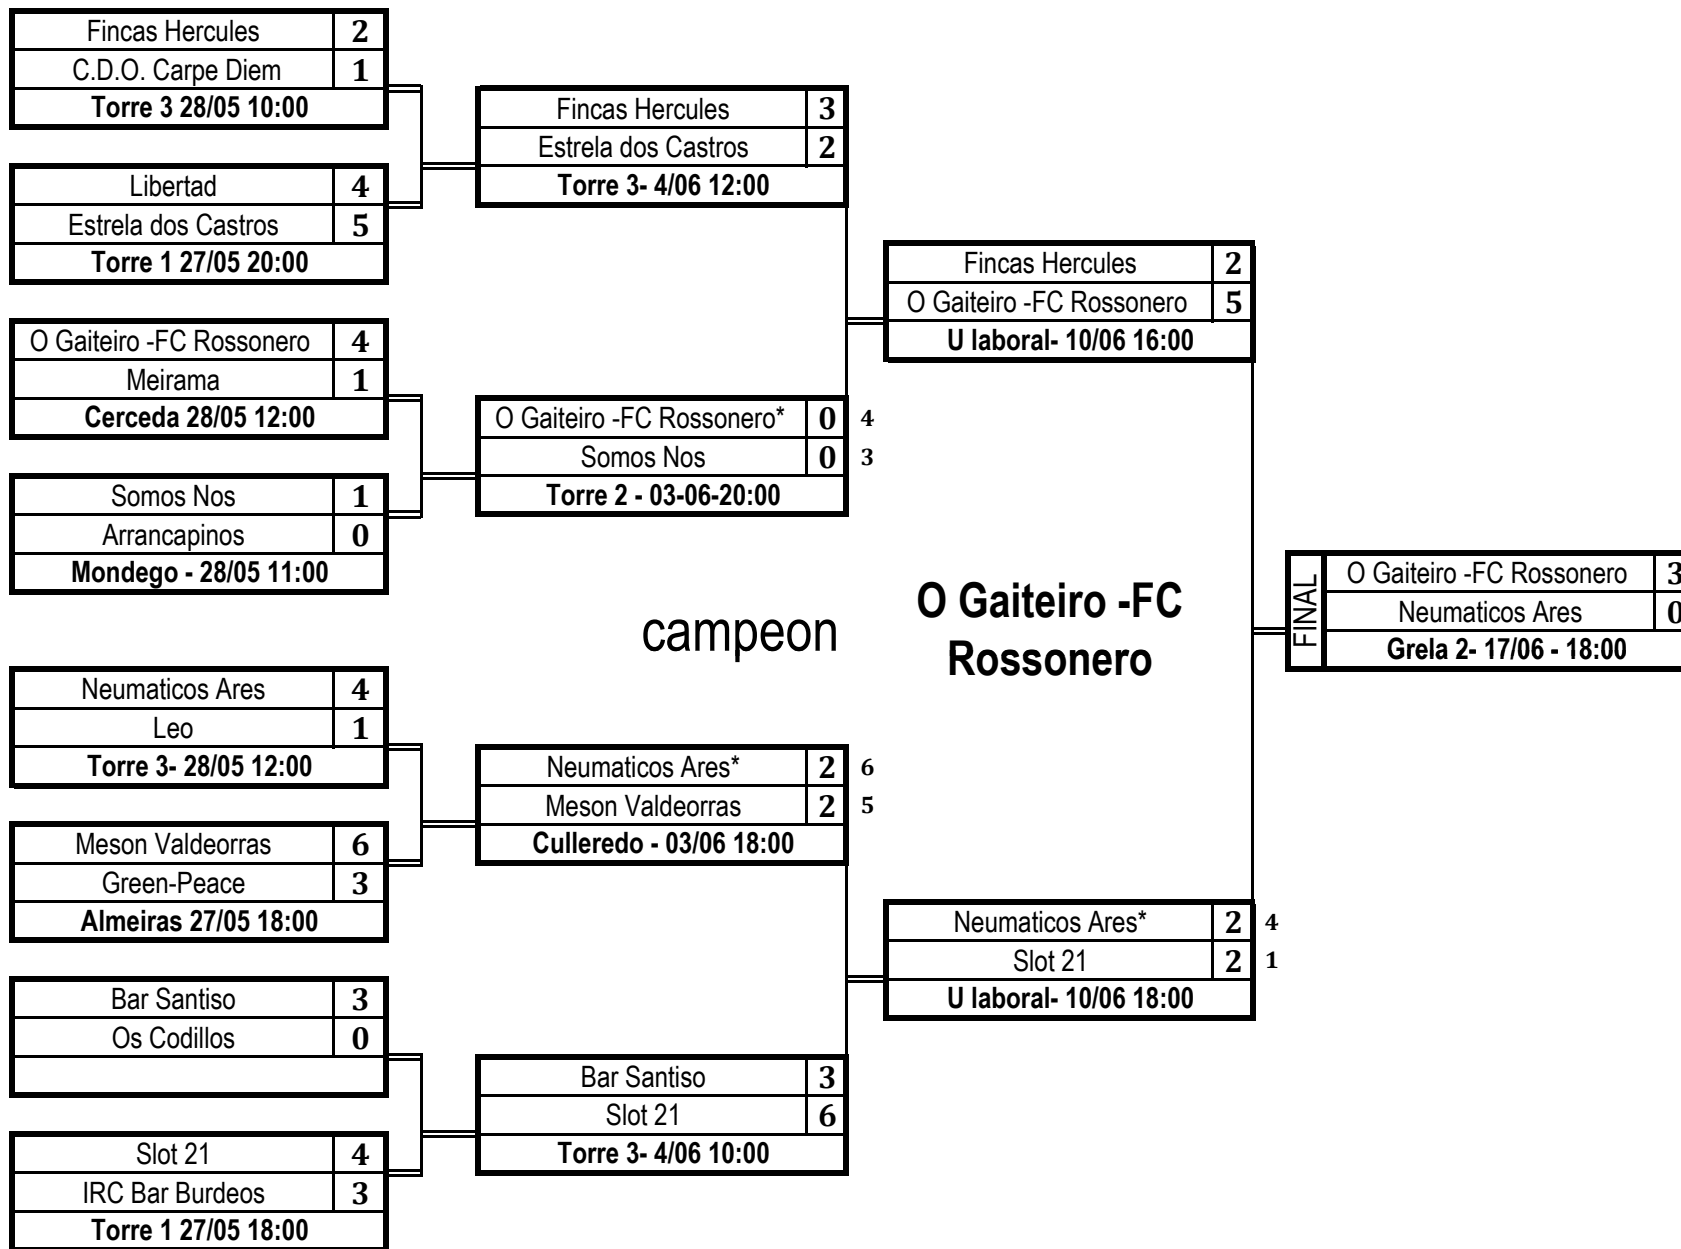 Fincas Hercules 2
C.D.O. Carpe Diem 1
Torre 3 28/05 10:00
Libertad 4
Estrela dos Castros 5
Torre 1 27/05 20:00
O Gaiteiro -FC Rossonero 4
Meirama 1
Cerceda 28/05 12:00
Somos Nos 1
Arrancapinos 0
Mondego - 28/05 11:00
Neumaticos Ares 4
Leo 1
Torre 3- 28/05 12:00
Meson Valdeorras 6
Green-Peace 3
Almeiras 27/05 18:00
Bar Santiso 3
Os Codillos 0
Slot 21 4
IRC Bar Burdeos 3
Torre 1 27/05 18:00
Fincas Hercules 3
Estrela dos Castros 2
Torre 3- 4/06 12:00
O Gaiteiro -FC Rossonero* 0 4
Somos Nos 0 3
Torre 2 - 03-06-20:00
Neumaticos Ares* 2 6
Meson Valdeorras 2 5
Culleredo - 03/06 18:00
Bar Santiso 3
Slot 21 6
Torre 3- 4/06 10:00
Fincas Hercules 2
O Gaiteiro -FC Rossonero 5
U laboral- 10/06 16:00
Neumaticos Ares* 2 4
Slot 21 2 1
U laboral- 10/06 18:00
FINAL
O Gaiteiro -FC Rossonero 3
Neumaticos Ares 0
Grela 2- 17/06 - 18:00
campeon
O Gaiteiro -FC
Rossonero